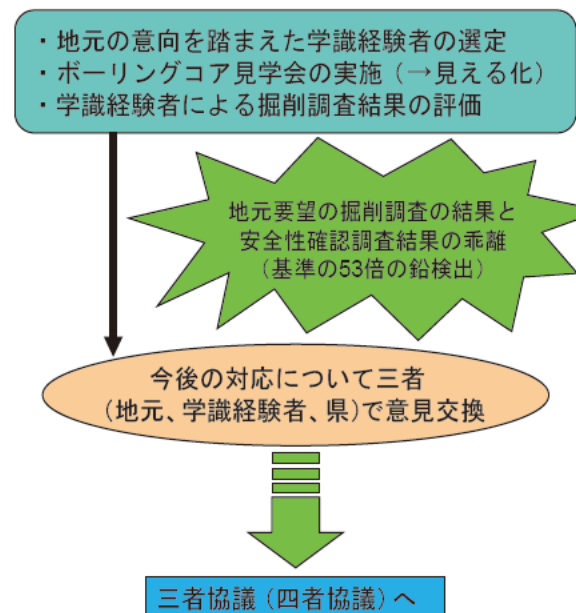 ・地元の意向を踏まえた学識経験者の選定
・ボーリングコア見学会の実施（→見える化）
・学識経験者による掘削調査結果の評価
地元要望の掘削調査の結果と
安全性確認調査結果の乖離
（基準の53倍の鉛検出）
今後の対応について三者
（地元、学識経験者、県）で意見交換
三者協議（四者協議）へ